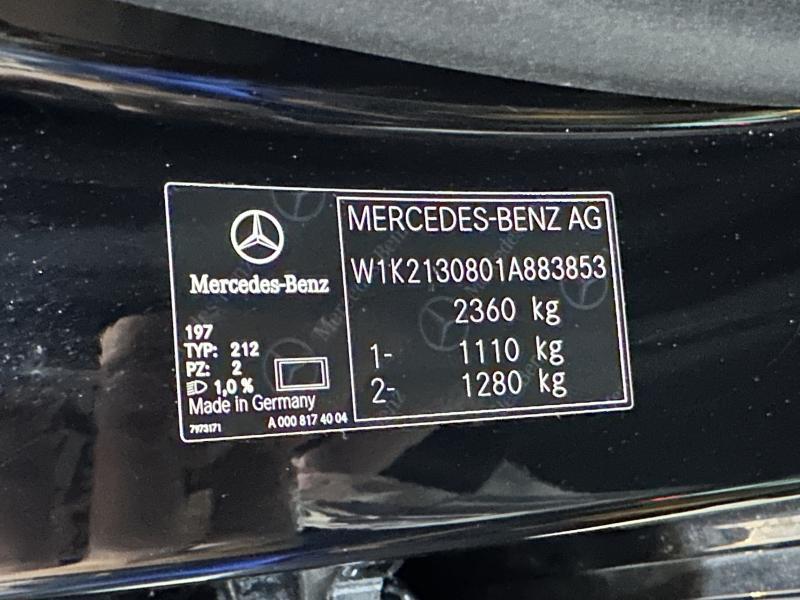 Mercedes-Benz
197
TYP: 212
PZ: 2
1,0 %
Made in Germany
7973171
A 000 817 40 04
MERCEDES-BENZ AG
W1K2130801A883853
2360 kg
1- 1110 kg
2- 1280 kg